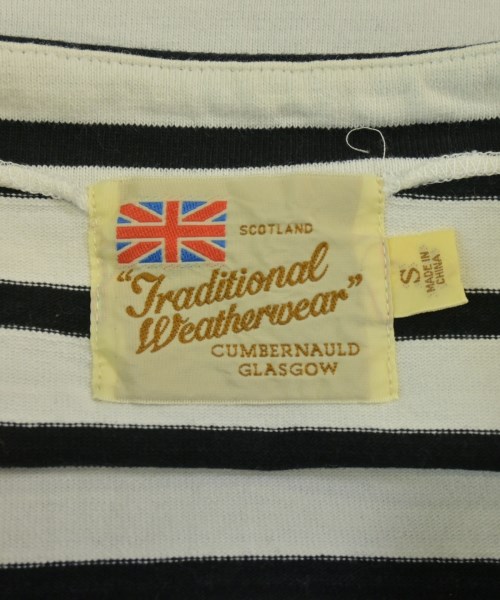 SCOTLAND
"Traditional
Weatherwear"
CUMBERNAULD
GLASGOW
S
MADE IN
CHINA